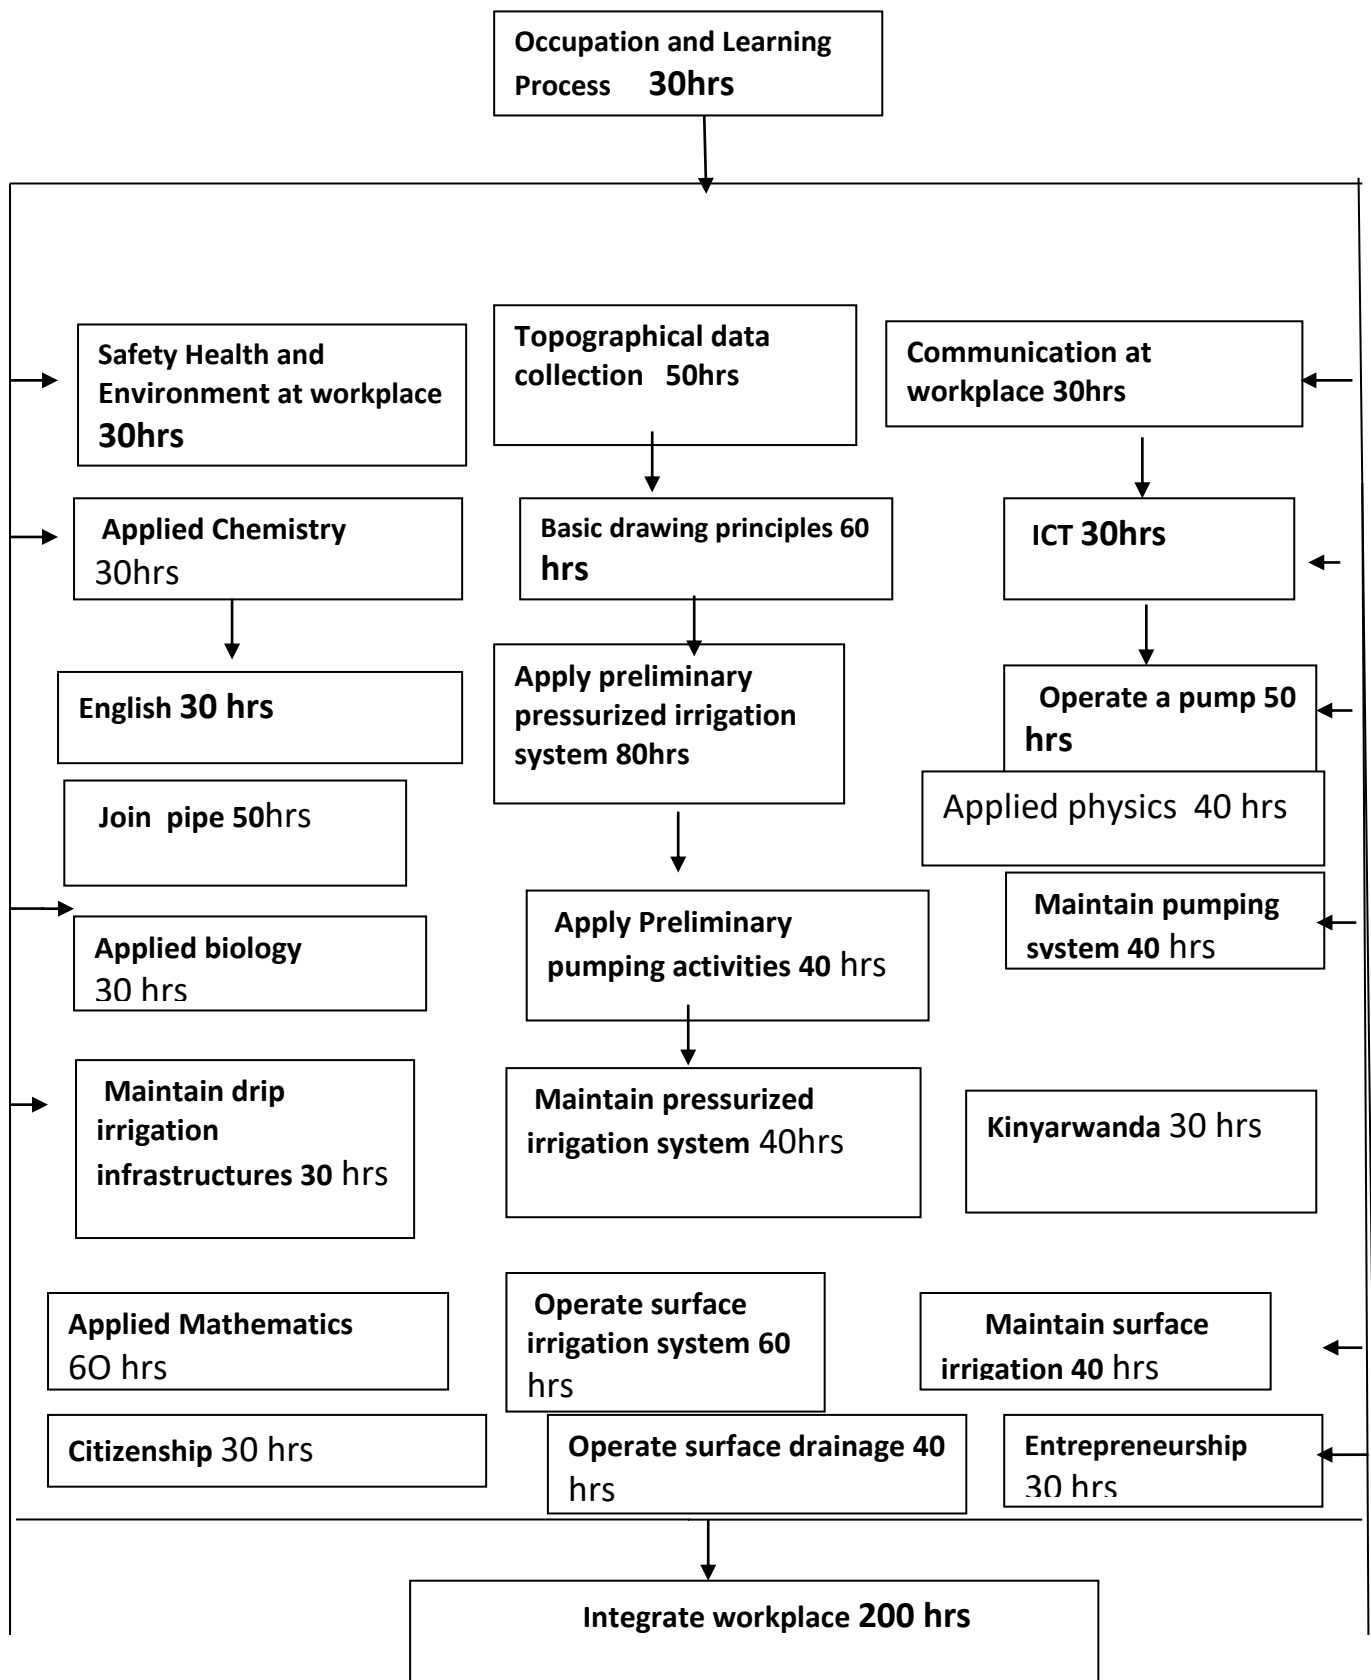 Occupation and Learning
Process 30hrs
Safety Health and
Environment at workplace
30hrs
Topographical data
collection 50hrs
Communication at
workplace 30hrs
Applied Chemistry
30hrs
Basic drawing principles 60
hrs
ICT 30hrs
English 30 hrs
Apply preliminary
pressurized irrigation
system 80hrs
Operate a pump 50
hrs
Join pipe 50hrs
Applied physics 40 hrs
Applied biology
30 hrs
Apply Preliminary
pumping activities 40 hrs
Maintain pumping
system 40 hrs
Maintain drip
irrigation
infrastructures 30 hrs
Maintain pressurized
irrigation system 40hrs
Kinyarwanda 30 hrs
Applied Mathematics
6O hrs
Operate surface
irrigation system 60
hrs
Maintain surface
irrigation 40 hrs
Citizenship 30 hrs
Operate surface drainage 40
hrs
Entrepreneurship
30 hrs
Integrate workplace 200 hrs